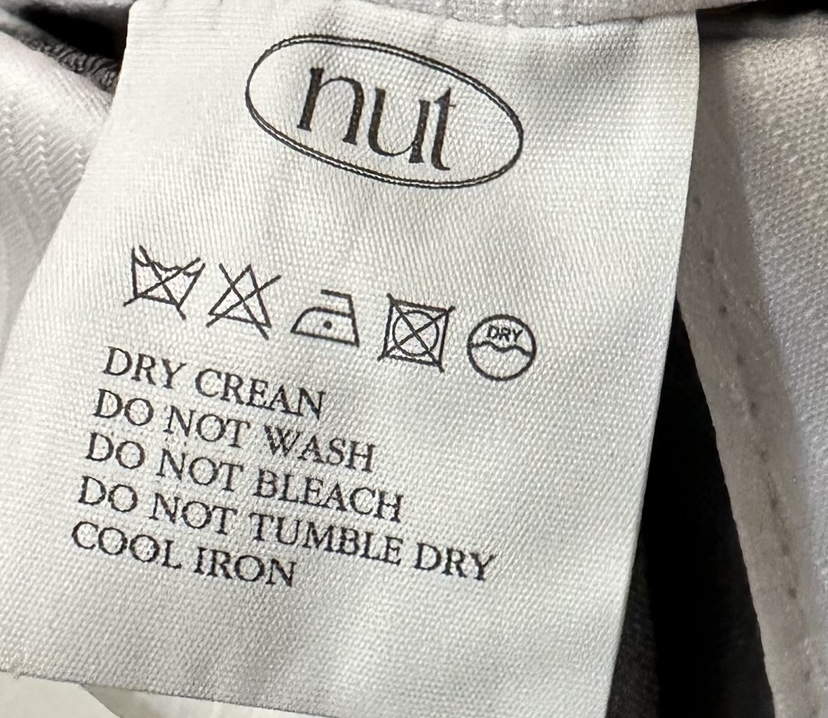 nut
DRY
DRY CREAN
DO NOT WASH
DO NOT BLEACH
DO NOT TUMBLE DRY
COOL IRON